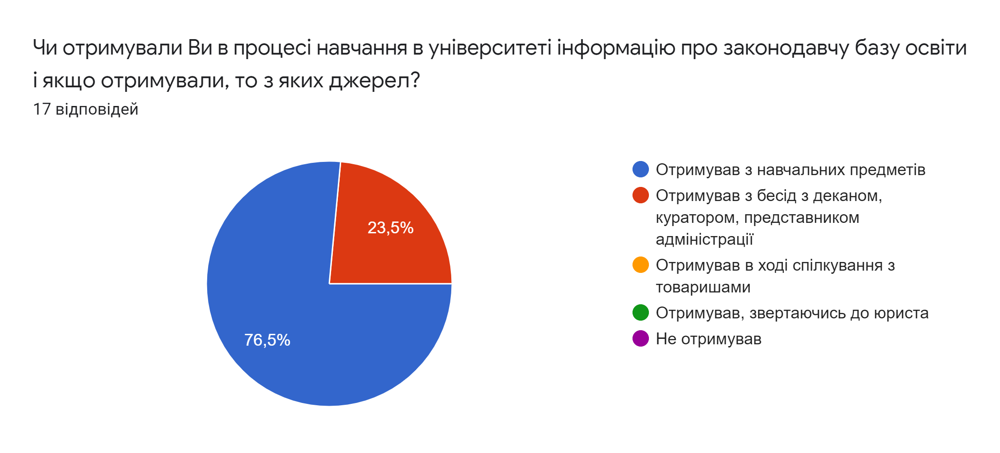 Чи отримували Ви в процесі навчання в університеті інформацію про законодавчу базу освіти
і якщо отримували, то з яких джерел?
17 відповідей
23,5%
76,5%
Отримував з навчальних предметів
Отримував з бесід з деканом,
куратором, представником
адміністрації
Отримував в ході спілкування з
товаришами
Отримував, звертаючись до юриста
Не отримував